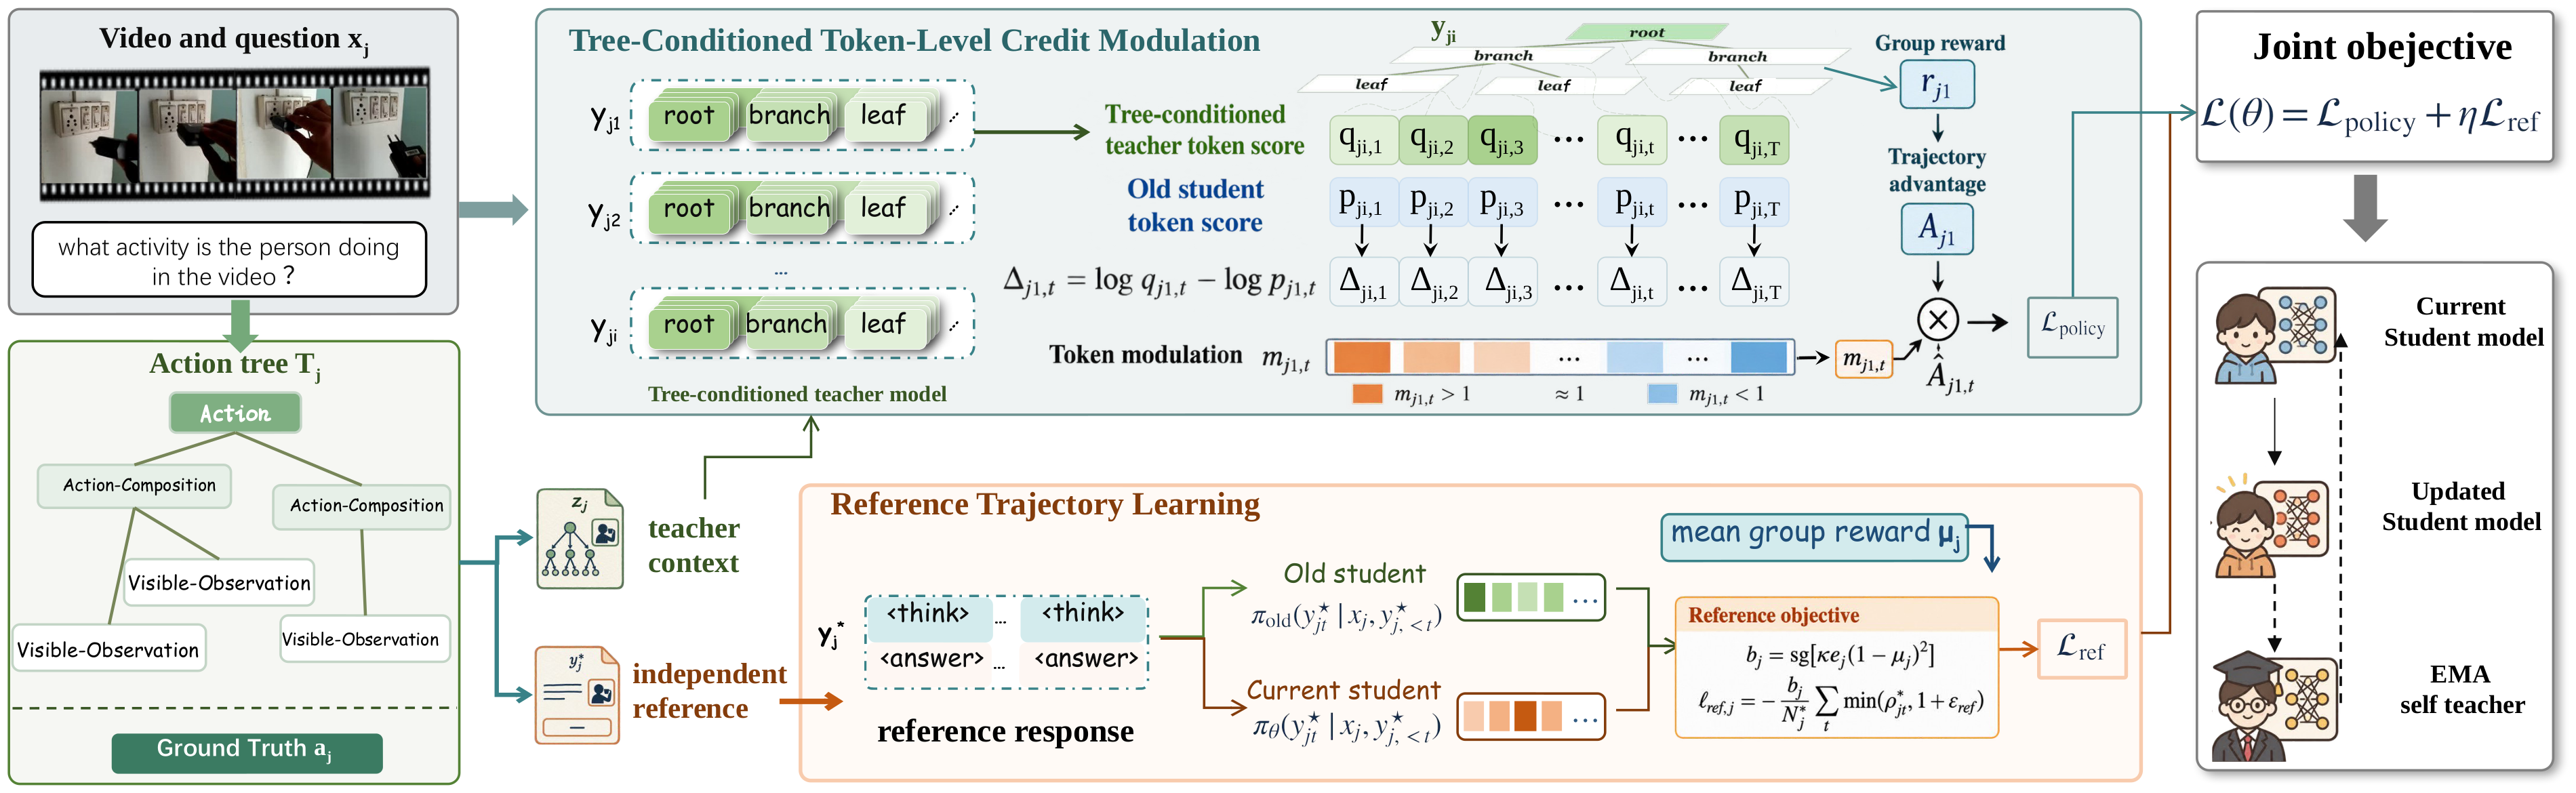 Video and question x_j
what activity is the person doing
in the video ?
Action tree T_j
Action
Action-Composition
Action-Composition
Visible-Observation
Visible-Observation
Visible-Observation
Ground Truth a_j
Tree-Conditioned Token-Level Credit Modulation
y_j1
root branch leaf
y_j2
root branch leaf
...
y_ji
root branch leaf
Tree-conditioned teacher model
y_ji
root
branch
branch
leaf
leaf
leaf
Tree-conditioned
teacher token score
q_ji,1 q_ji,2 q_ji,3 ... q_ji,t ... q_ji,T
Old student
token score
p_ji,1 p_ji,2 p_ji,3 ... p_ji,t ... p_ji,T
Δ_j1,t = log q_j1,t − log p_j1,t
Δ_ji,1 Δ_ji,2 Δ_ji,3 ... Δ_ji,t ... Δ_ji,T
Token modulation m_j1,t
... ...
m_j1,t
m_j1,t > 1 ≈ 1 m_j1,t < 1
Group reward
r_j1
Trajectory
advantage
A_j1
⊗
Â_j1,t
ℒ_policy
z_j
teacher
context
y_j*
independent
reference
Reference Trajectory Learning
y_j*
<think> ... <think>
<answer> ... <answer>
reference response
Old student
π_old(y_jt^★ | x_j, y_j,<t^★)
...
Current student
π_θ(y_jt^★ | x_j, y_j,<t^★)
...
mean group reward μ_j
Reference objective
b_j = sg[κe_j(1 − μ_j)^2]
ℓ_ref,j = − b_j/N_j^* ∑_t min(ρ_jt^*, 1 + ε_ref)
ℒ_ref
Joint obejective
ℒ(θ) = ℒ_policy + ηℒ_ref
Current
Student model
Updated
Student model
EMA
self teacher